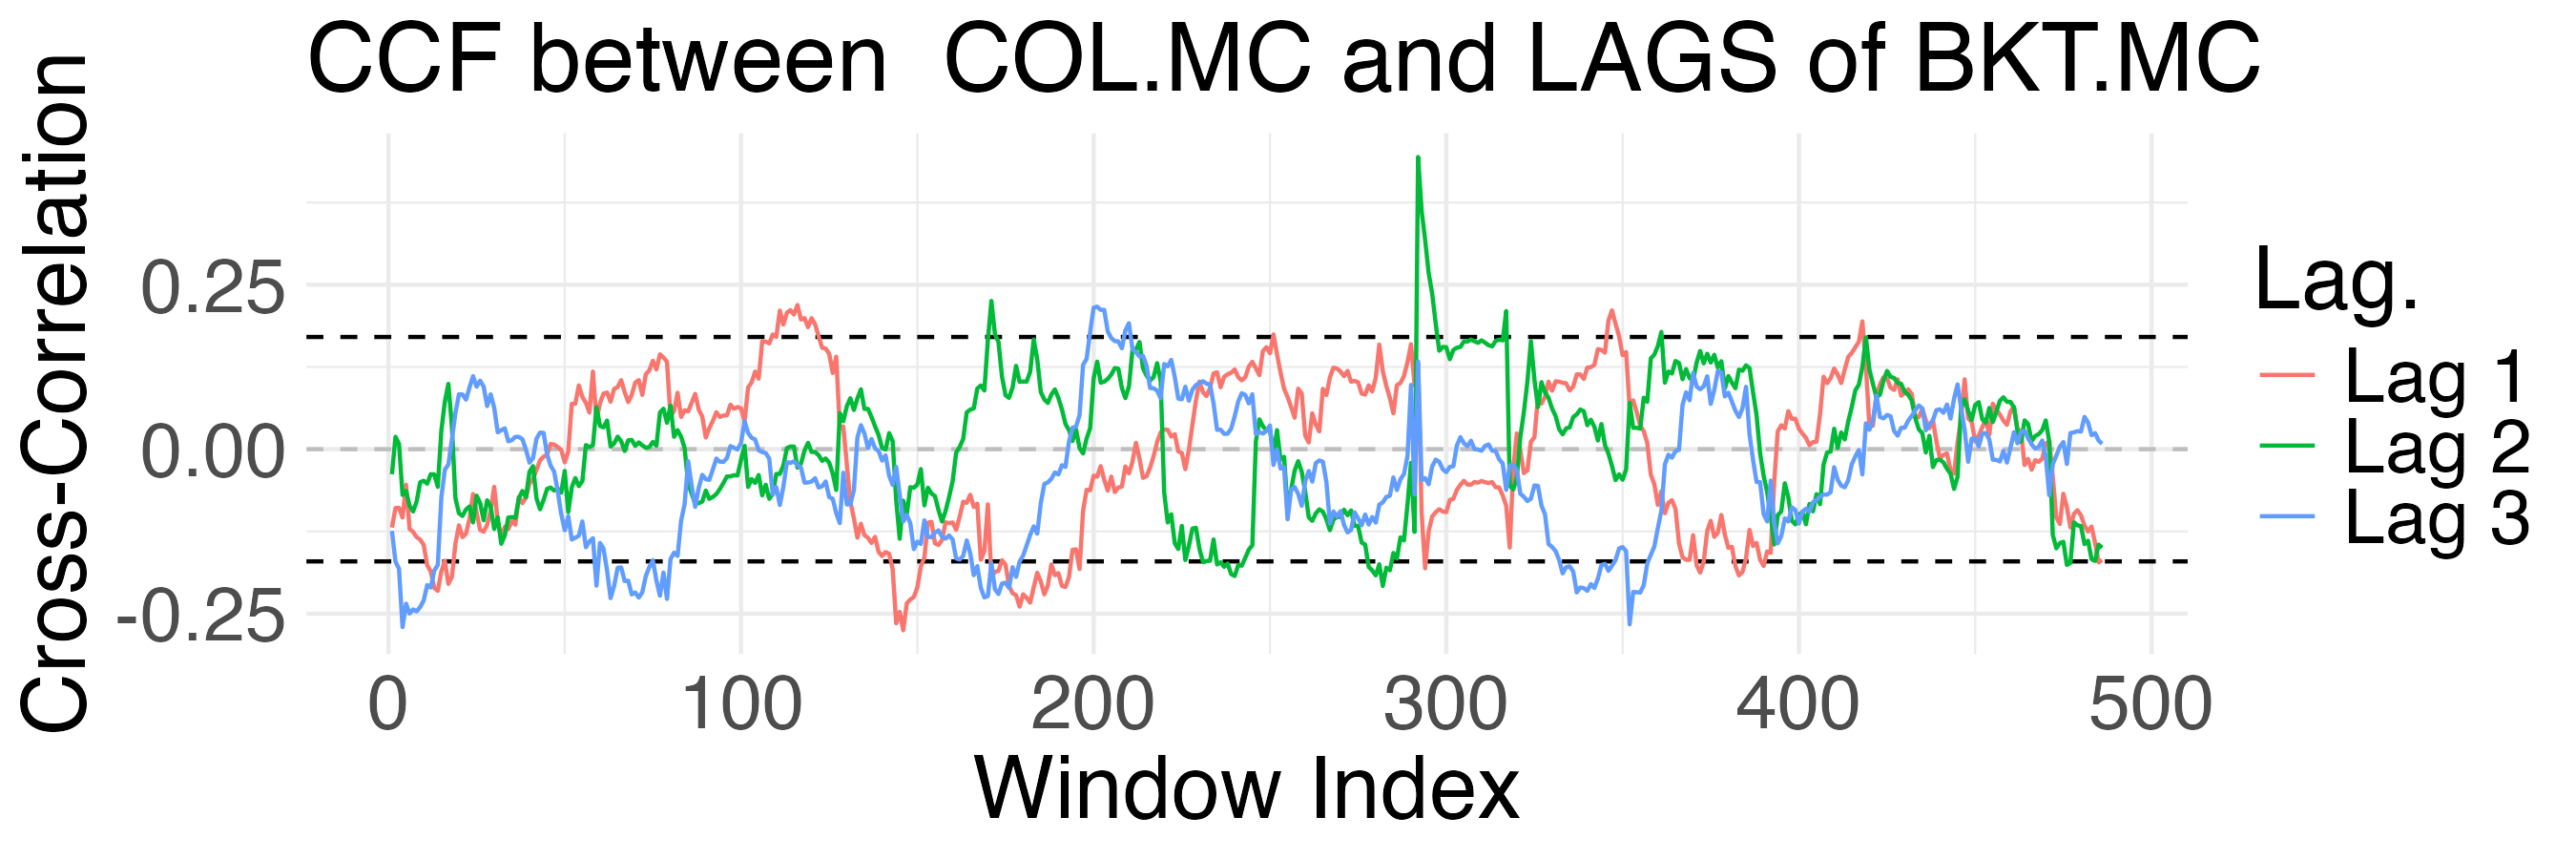 CCF between  COL.MC and LAGS of BKT.MC
Cross-Correlation
0.25
0.00
-0.25
0 100 200 300 400 500
Window Index
Lag.
Lag 1
Lag 2
Lag 3